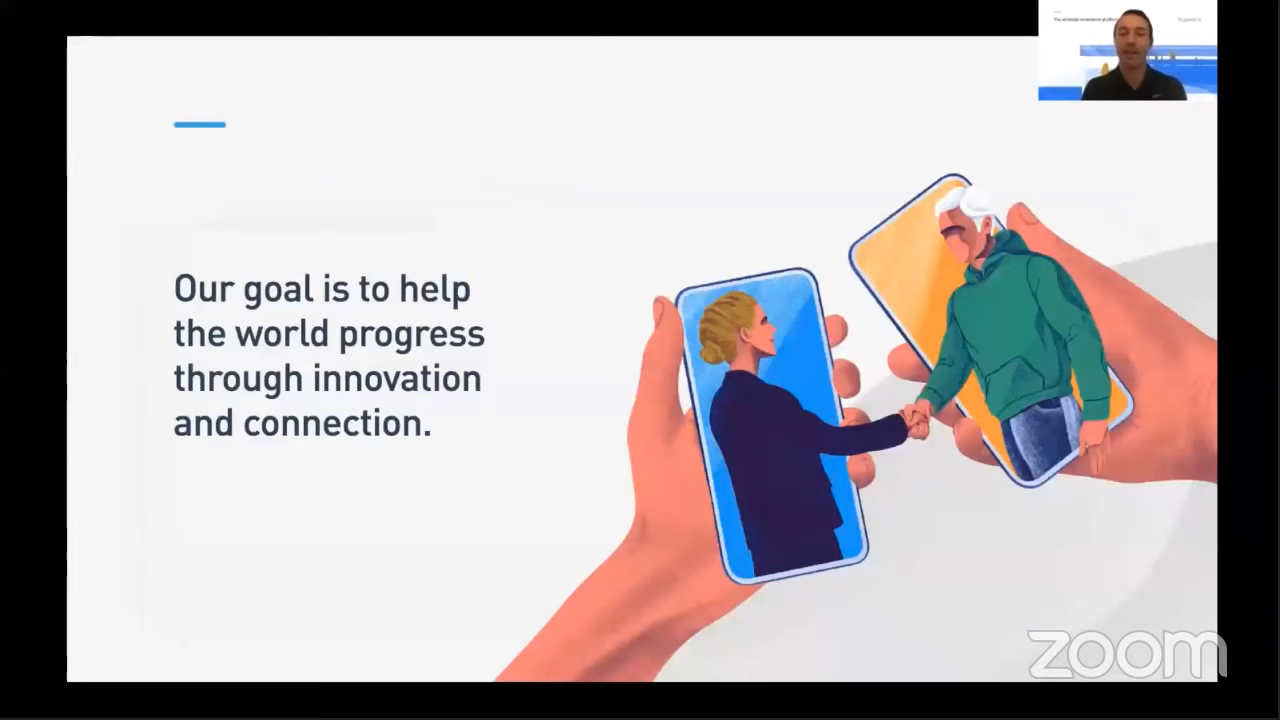 Our goal is to help
the world progress
through innovation
and connection.
zoom